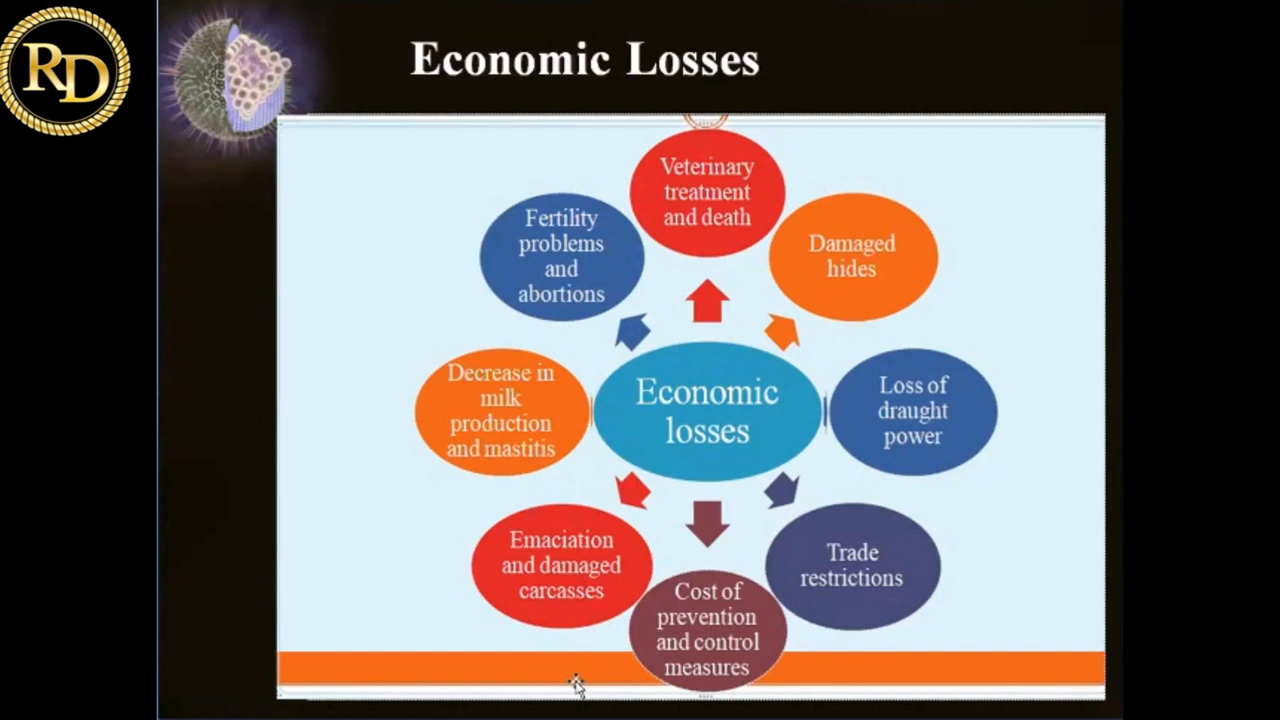 RD
Economic Losses
Veterinary
treatment
and death
Damaged
hides
Loss of
draught
power
Trade
restrictions
Cost of
prevention
and control
measures
Emaciation
and damaged
carcasses
Decrease in
milk
production
and mastitis
Fertility
problems
and
abortions
Economic
losses